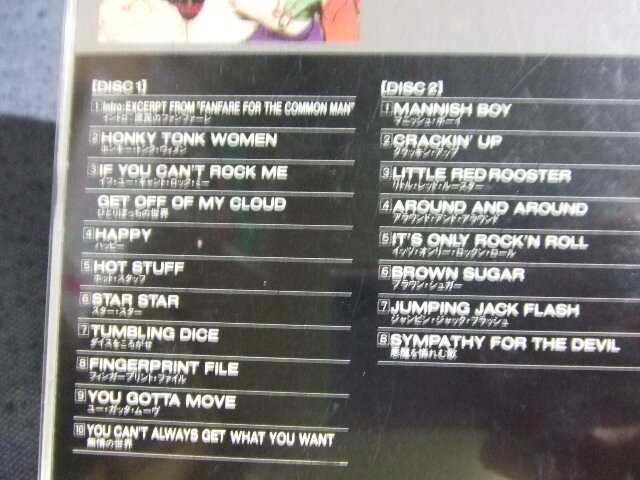 [DISC 1]
1 Intro: EXCERPT FROM "FANFARE FOR THE COMMON MAN"
イントロ：庶民のファンファーレ
2 HONKY TONK WOMEN
ホンキー・トンク・ウィメン
3 IF YOU CAN'T ROCK ME
イフ・ユー・キャント・ロック・ミー
GET OFF OF MY CLOUD
ひとりぼっちの世界
4 HAPPY
ハッピー
5 HOT STUFF
ホット・スタッフ
6 STAR STAR
スター・スター
7 TUMBLING DICE
ダイスをころがせ
8 FINGERPRINT FILE
フィンガープリント・ファイル
9 YOU GOTTA MOVE
ユー・ガッタ・ムーヴ
10 YOU CAN'T ALWAYS GET WHAT YOU WANT
無情の世界
[DISC 2]
1 MANNISH BOY
マニッシュ・ボーイ
2 CRACKIN' UP
クラッキン・アップ
3 LITTLE RED ROOSTER
リトル・レッド・ルースター
4 AROUND AND AROUND
アラウンド・アンド・アラウンド
5 IT'S ONLY ROCK'N ROLL
イッツ・オンリー・ロックン・ロール
6 BROWN SUGAR
ブラウン・シュガー
7 JUMPING JACK FLASH
ジャンピン・ジャック・フラッシュ
8 SYMPATHY FOR THE DEVIL
悪魔を憐れむ歌